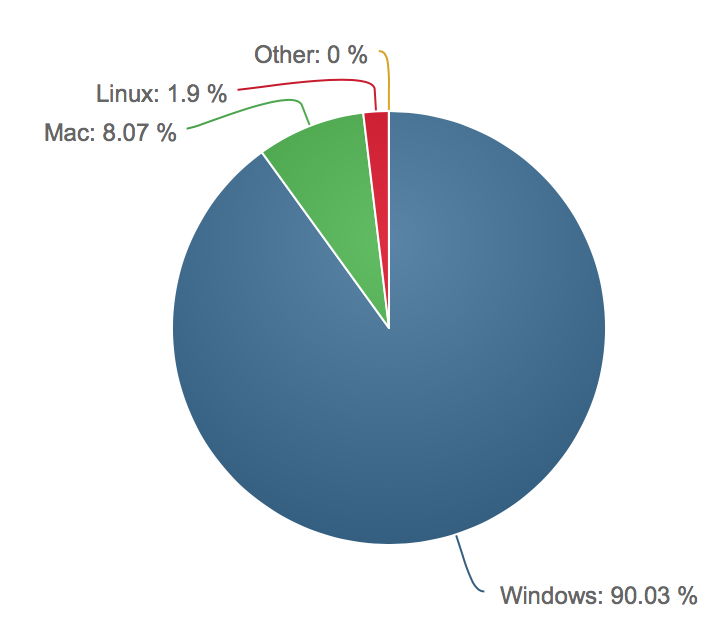 Other: 0 %
Linux: 1.9 %
Mac: 8.07 %
Windows: 90.03 %